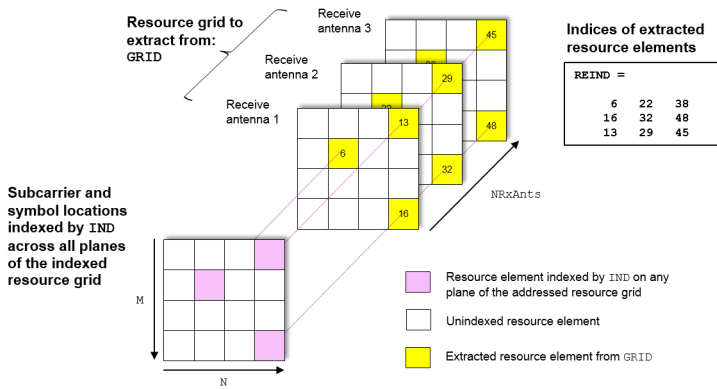 Resource grid to
extract from:
GRID
Receive
antenna 3
Receive
antenna 2
Receive
antenna 1
45
29
13
6
48
32
16
NRxAnts
Indices of extracted
resource elements
REIND =
6 22 38
16 32 48
13 29 45
Subcarrier and
symbol locations
indexed by IND
across all planes
of the indexed
resource grid
M
N
Resource element indexed by IND on any
plane of the addressed resource grid
Unindexed resource element
Extracted resource element from GRID